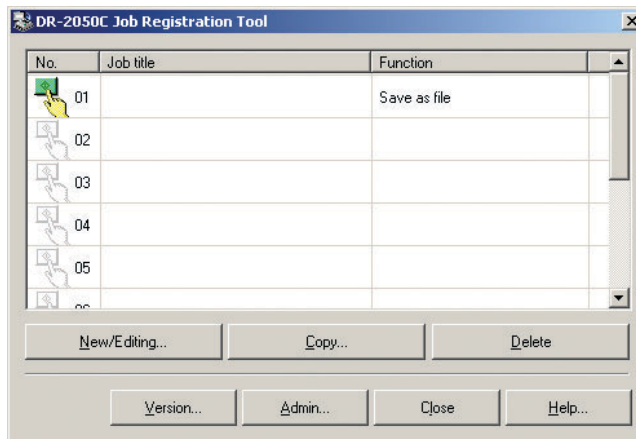 DR-2050C Job Registration Tool
No. Job title Function
01 Save as file
02
03
04
05
New/Editing... Copy... Delete
Version... Admin... Close Help...